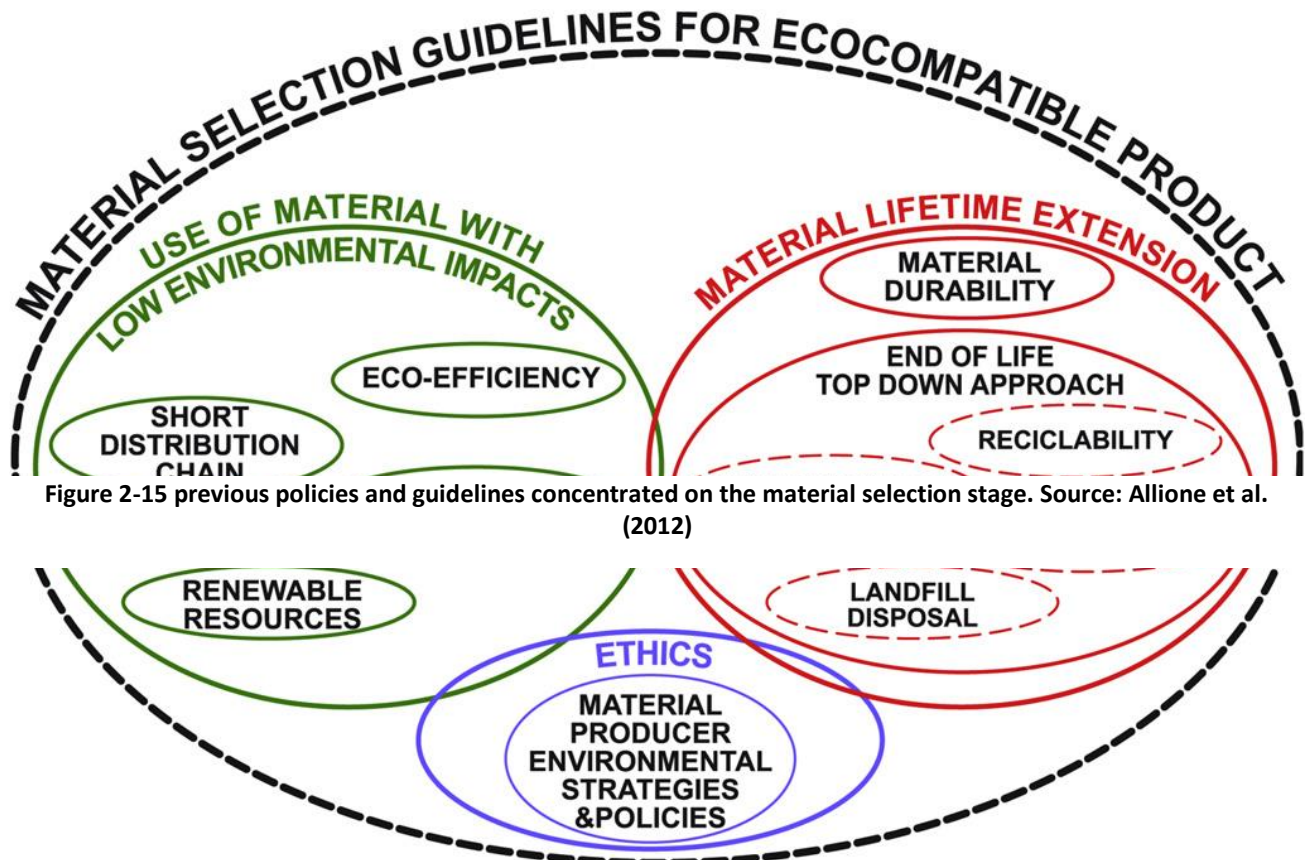 MATERIAL SELECTION GUIDELINES FOR ECOCOMPATIBLE PRODUCT
USE OF MATERIAL WITH
LOW ENVIRONMENTAL IMPACTS
ECO-EFFICIENCY
SHORT
DISTRIBUTION
CHAIN
MATERIAL LIFETIME EXTENSION
MATERIAL
DURABILITY
END OF LIFE
TOP DOWN APPROACH
RECICLABILITY
Figure 2-15 previous policies and guidelines concentrated on the material selection stage. Source: Allione et al.
(2012)
RENEWABLE
RESOURCES
LANDFILL
DISPOSAL
ETHICS
MATERIAL
PRODUCER
ENVIRONMENTAL
STRATEGIES
&POLICIES